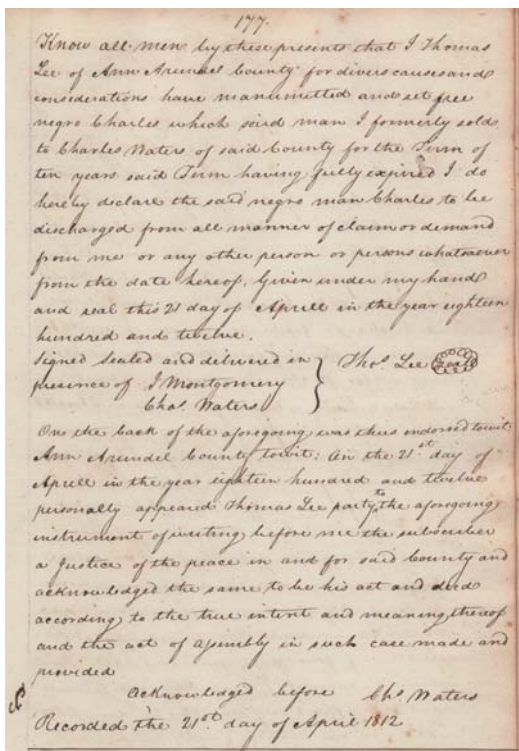 177.
Know all men by these presents that I Thomas
Lee of Ann Arundel County for divers causes and
considerations have manumitted and set free
negro Charles which said man I formerly sold
to Charles Waters of said County for the Term of
ten years said Term having fully expired I do
hereby declare the said negro man Charles to be
discharged from all manner of claim or demand
from me or any other person or persons whatsoever
from the date hereof. Given under my hand
and seal this 21 day of Aprill in the year eighteen
hundred and twelve.
Signed Sealed and delivered in } Thos. Lee Seal
presence of J Montgomery
Chas. Waters
On the back of the aforegoing was thus endorsed towit
Ann Arundel County towit: On the 21st day of
Aprill in the year eighteen hundred and twelve
personally appeared Thomas Lee party to the aforegoing
instrument of writing before me the subscriber
a Justice of the peace in and for said County and
acknowledged the same to be his act and deed
according to the true intent and meaning thereof
and the act of assembly in such case made and
provided
Acknowledged before Chs Waters
Recorded the 21st. day of April 1812